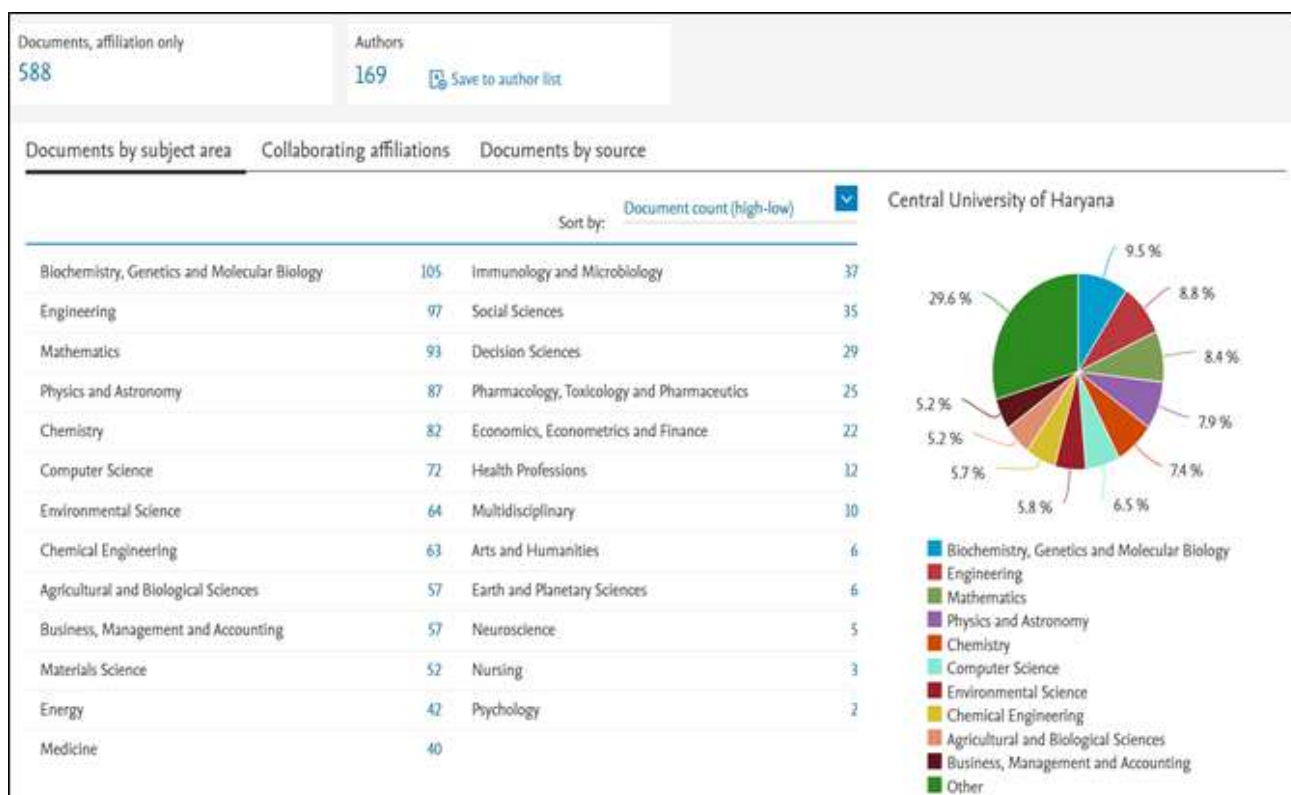 Documents, affiliation only
588
Authors
169 Save to author list
Documents by subject area Collaborating affiliations Documents by source
Sort by: Document count (high-low)
Biochemistry, Genetics and Molecular Biology 105
Engineering 97
Mathematics 93
Physics and Astronomy 87
Chemistry 82
Computer Science 72
Environmental Science 64
Chemical Engineering 63
Agricultural and Biological Sciences 57
Business, Management and Accounting 57
Materials Science 52
Energy 42
Medicine 40
Immunology and Microbiology 37
Social Sciences 35
Decision Sciences 29
Pharmacology, Toxicology and Pharmaceutics 25
Economics, Econometrics and Finance 22
Health Professions 12
Multidisciplinary 10
Arts and Humanities 6
Earth and Planetary Sciences 6
Neuroscience 5
Nursing 3
Psychology 2
Central University of Haryana
9.5 %
8.8 %
8.4 %
7.9 %
7.4 %
6.5 %
5.8 %
5.7 %
5.2 %
5.2 %
29.6 %
Biochemistry, Genetics and Molecular Biology
Engineering
Mathematics
Physics and Astronomy
Chemistry
Computer Science
Environmental Science
Chemical Engineering
Agricultural and Biological Sciences
Business, Management and Accounting
Other